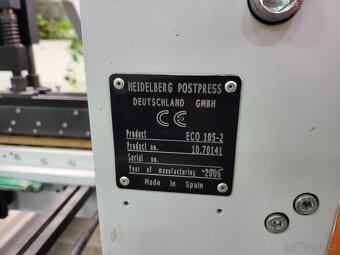 HEIDELBERG POSTPRESS
DEUTSCHLAND GMBH
CE
Product ECO 105-2
Product no. 10.70141
Serial no.
Year of manufacturing -2006
Made in Spain